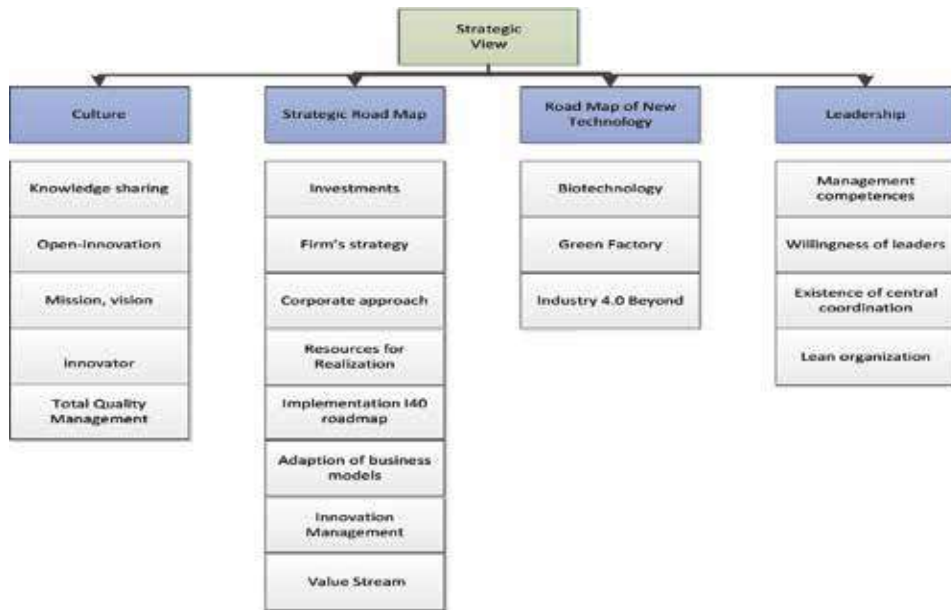 Strategic
View
Culture
Strategic Road Map
Road Map of New
Technology
Leadership
Knowledge sharing
Open-innovation
Mission, vision
innovator
Total Quality
Management
Investments
Firm's strategy
Corporate approach
Resources for
Realization
Implementation I40
roadmap
Adaption of business
models
Innovation
Management
Value Stream
Biotechnology
Green Factory
Industry 4.0 Beyond
Management
competences
Willingness of leaders
Existence of central
coordination
Lean organization